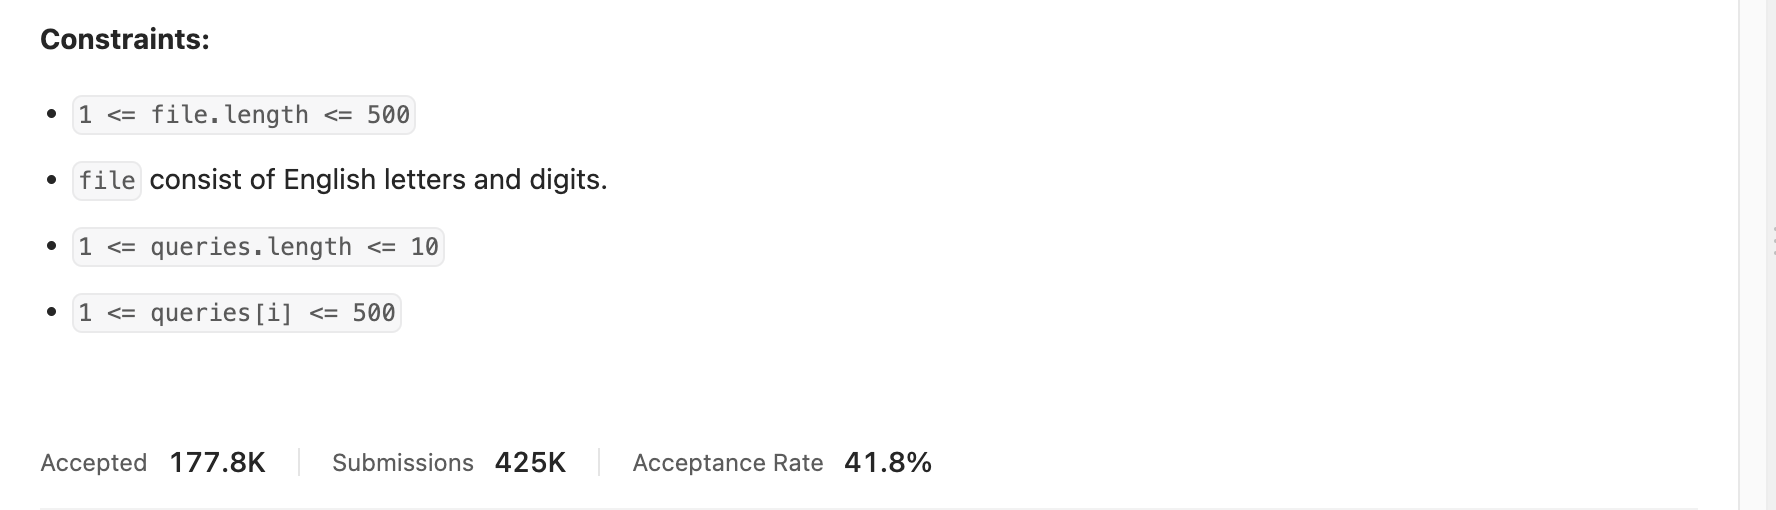 Constraints:
• 1 <= file.length <= 500
• file consist of English letters and digits.
• 1 <= queries.length <= 10
• 1 <= queries[i] <= 500
Accepted 177.8K Submissions 425K Acceptance Rate 41.8%